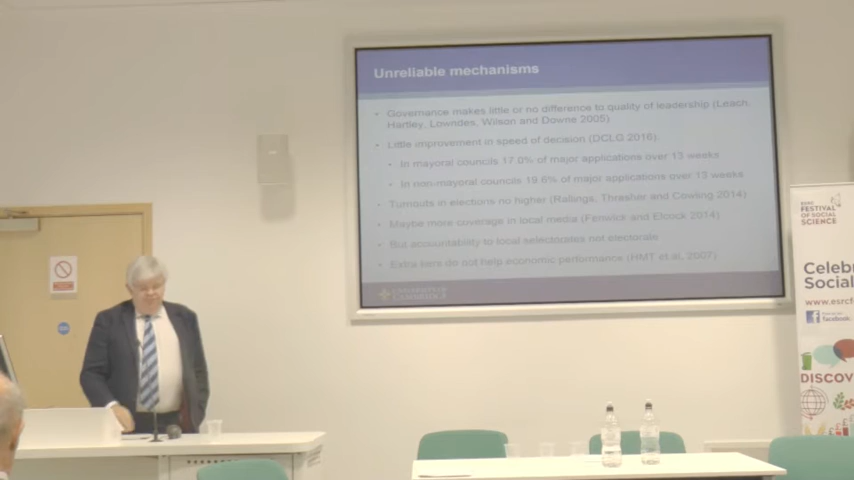 Unreliable mechanisms
• Governance makes little or no difference to quality of leadership (Leach,
Hartley, Lowndes, Wilson and Downe 2005)
• Little improvement in speed of decision (DCLG 2016).
• In mayoral councils 17.0% of major applications over 13 weeks
• In non-mayoral councils 19.6% of major applications over 13 weeks
• Turnouts in elections no higher (Rallings, Thrasher and Cowling 2014)
• Maybe more coverage in local media (Fenwick and Elcock 2014)
• But accountability to local selectorates not electorate
• Extra tiers do not help economic performance (HMT et al, 2007)
ESRC
FESTIVAL
OF SOCIAL
SCIENCE
Celebr
Social
www.esrcf
facebook
DISCOV